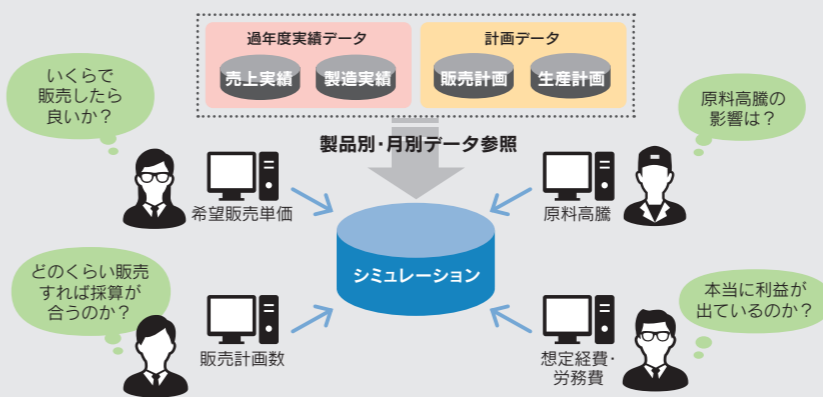 過年度実績データ
計画データ
売上実績
製造実績
販売計画
生産計画
いくらで
販売したら
良いか?
原料高騰の
影響は?
製品別・月別データ参照
希望販売単価
原料高騰
どのくらい販売
すれば採算が
合うのか?
シミュレーション
本当に利益が
出ているのか?
販売計画数
想定経費・
労務費